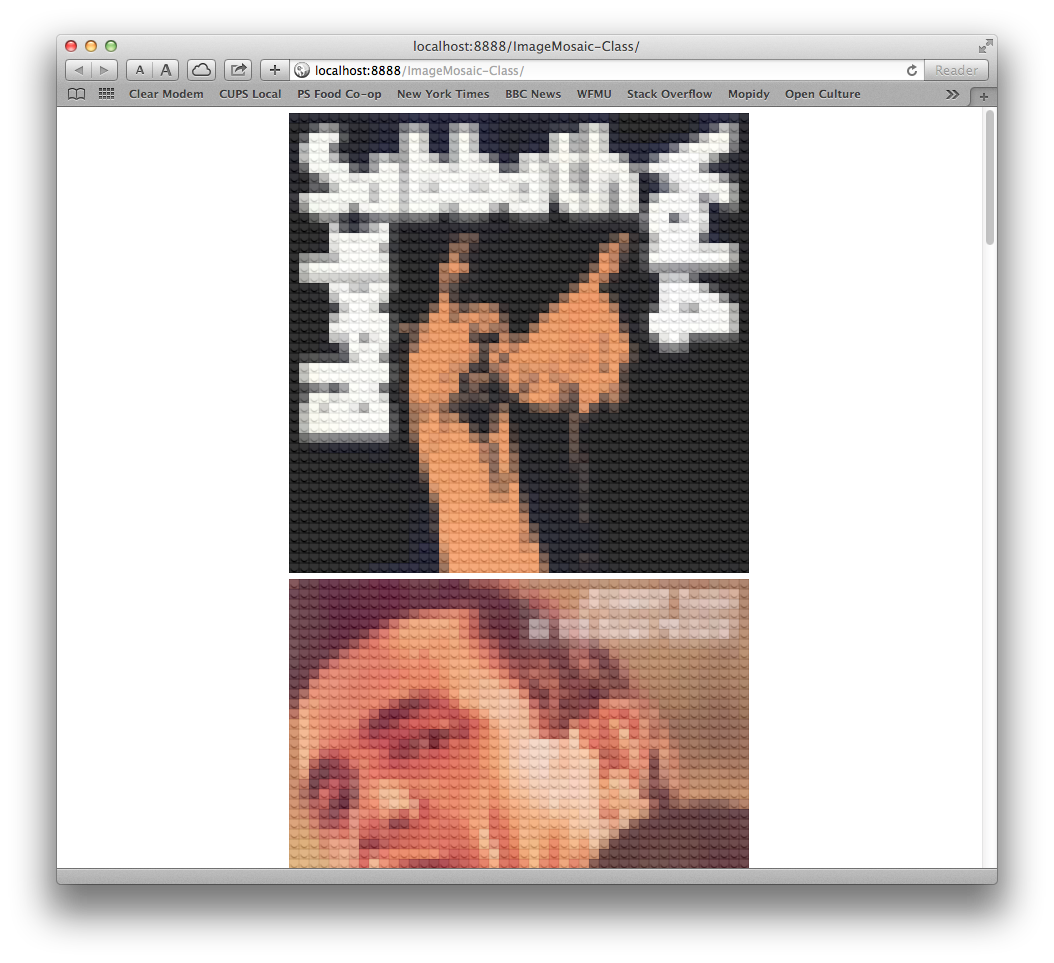 localhost:8888/ImageMosaic-Class/
A A + localhost:8888/ImageMosaic-Class/ Reader
Clear Modem CUPS Local PS Food Co-op New York Times BBC News WFMU Stack Overflow Mopidy Open Culture >> +